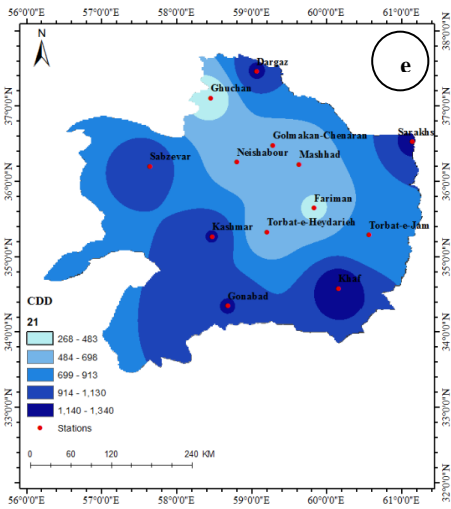 56°0'0"E 57°0'0"E 58°0'0"E 59°0'0"E 60°0'0"E 61°0'0"E
N
e
Dargaz
Ghuchan
Golmakan-Chenaran
Sarakhs
Neishabour
Mashhad
Sabzevar
Fariman
Kashmar
Torbat-e-Heydarieh
Torbat-e-Jam
Khaf
Gonabad
CDD
21
268 - 483
484 - 698
699 - 913
914 - 1,130
1,140 - 1,340
Stations
0 60 120 180 240 KM
38°0'0"N
37°0'0"N
37°0'0"N
36°0'0"N
36°0'0"N
35°0'0"N
35°0'0"N
34°0'0"N
34°0'0"N
33°0'0"N
33°0'0"N
32°0'0"N
32°0'0"N
56°0'0"E 57°0'0"E 58°0'0"E 59°0'0"E 60°0'0"E 61°0'0"E